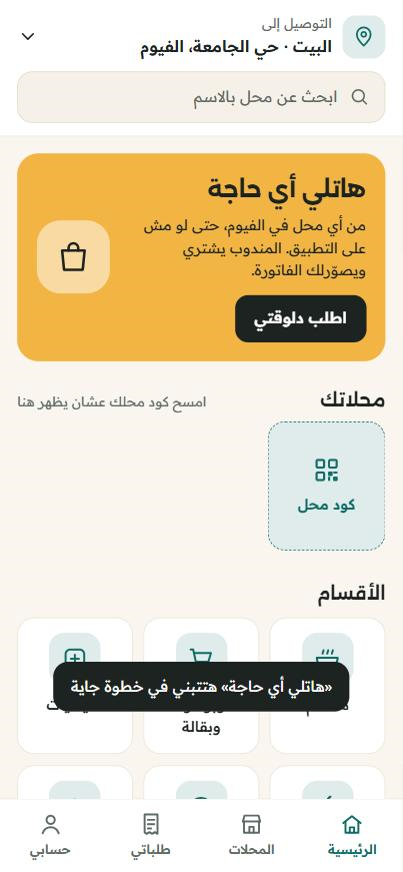 التوصيل إلى
البيت · حي الجامعة، الفيوم
ابحث عن محل بالاسم
هاتلي أي حاجة
من أي محل في الفيوم، حتى لو مش
على التطبيق. المندوب يشتري
ويصوّرلك الفاتورة.
اطلب دلوقتي
محلاتك
امسح كود محلك عشان يظهر هنا
كود محل
الأقسام
«هاتلي أي حاجة» هتتبني في خطوة جاية
وبقالة
الرئيسية
المحلات
طلباتي
حسابي